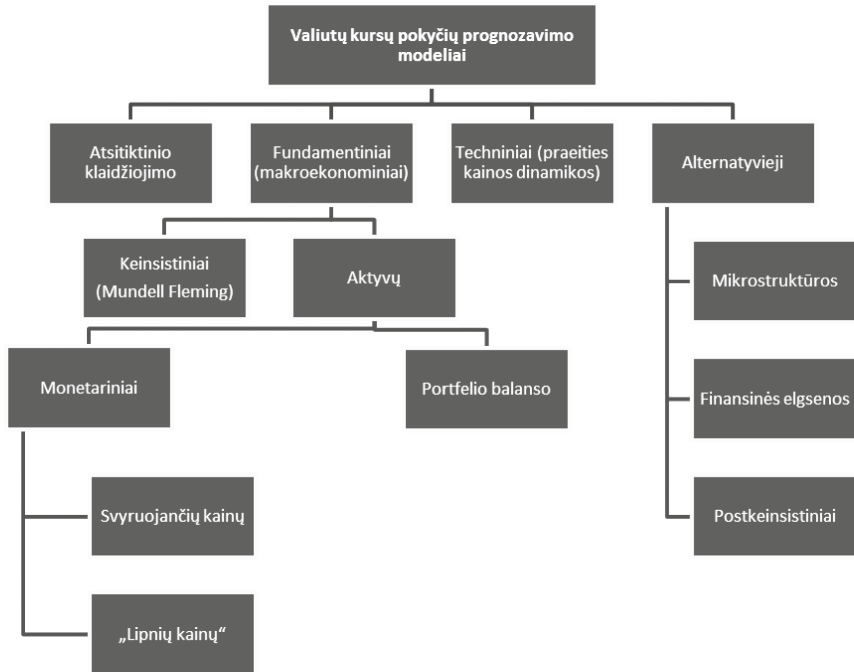 Valiutų kursų pokyčių prognozavimo
modeliai
Atsitiktinio
klaidžiojimo
Fundamentiniai
(makroekonominiai)
Techniniai (praeities
kainos dinamikos)
Alternatyvieji
Keinsistiniai
(Mundell Fleming)
Aktyvų
Mikrostruktūros
Monetariniai
Portfelio balanso
Finansinės elgsenos
Svyruojančių kainų
Postkeinsistiniai
„Lipnių kainų“